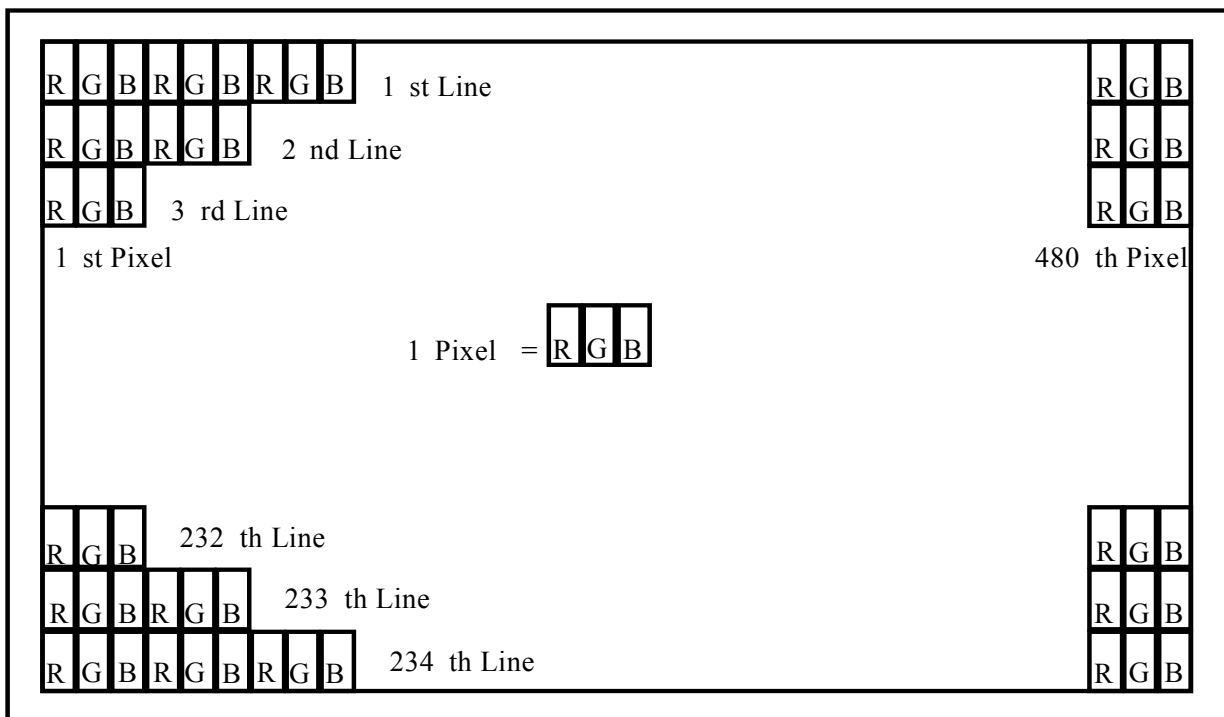 R G B R G B R G B 1 st Line R G B
R G B R G B 2 nd Line R G B
R G B 3 rd Line R G B
1 st Pixel 480 th Pixel
1 Pixel = R G B
R G B 232 th Line R G B
R G B R G B 233 th Line R G B
R G B R G B R G B 234 th Line R G B